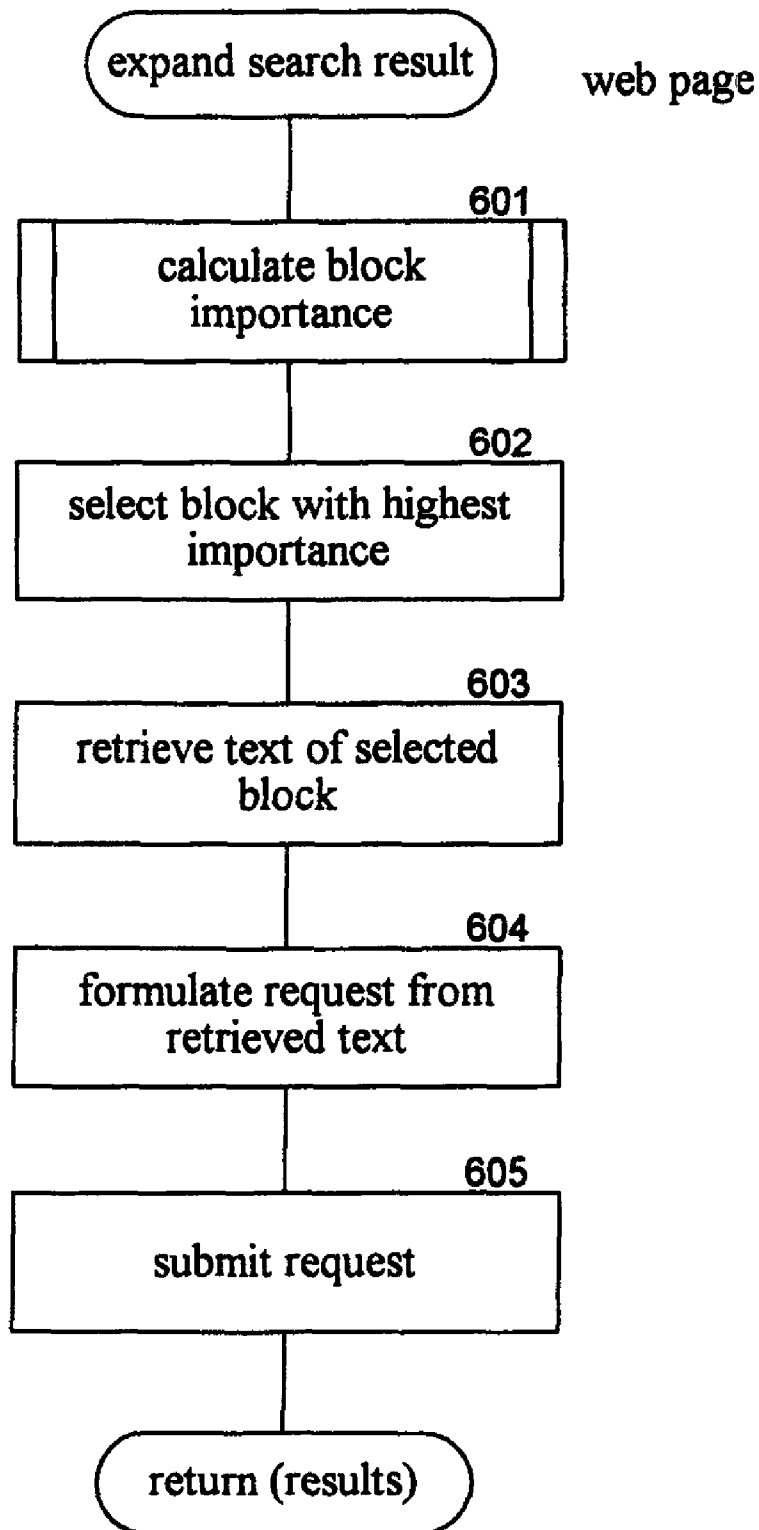 expand search result
web page
601
calculate block
importance
602
select block with highest
importance
603
retrieve text of selected
block
604
formulate request from
retrieved text
605
submit request
return (results)